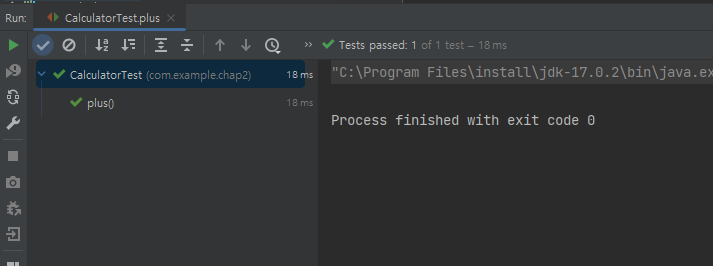 Run: CalculatorTest.plus ×
» Tests passed: 1 of 1 test – 18 ms
CalculatorTest (com.example.chap2) 18 ms
plus() 18 ms
"C:\Program Files\install\jdk-17.0.2\bin\java.ex
Process finished with exit code 0